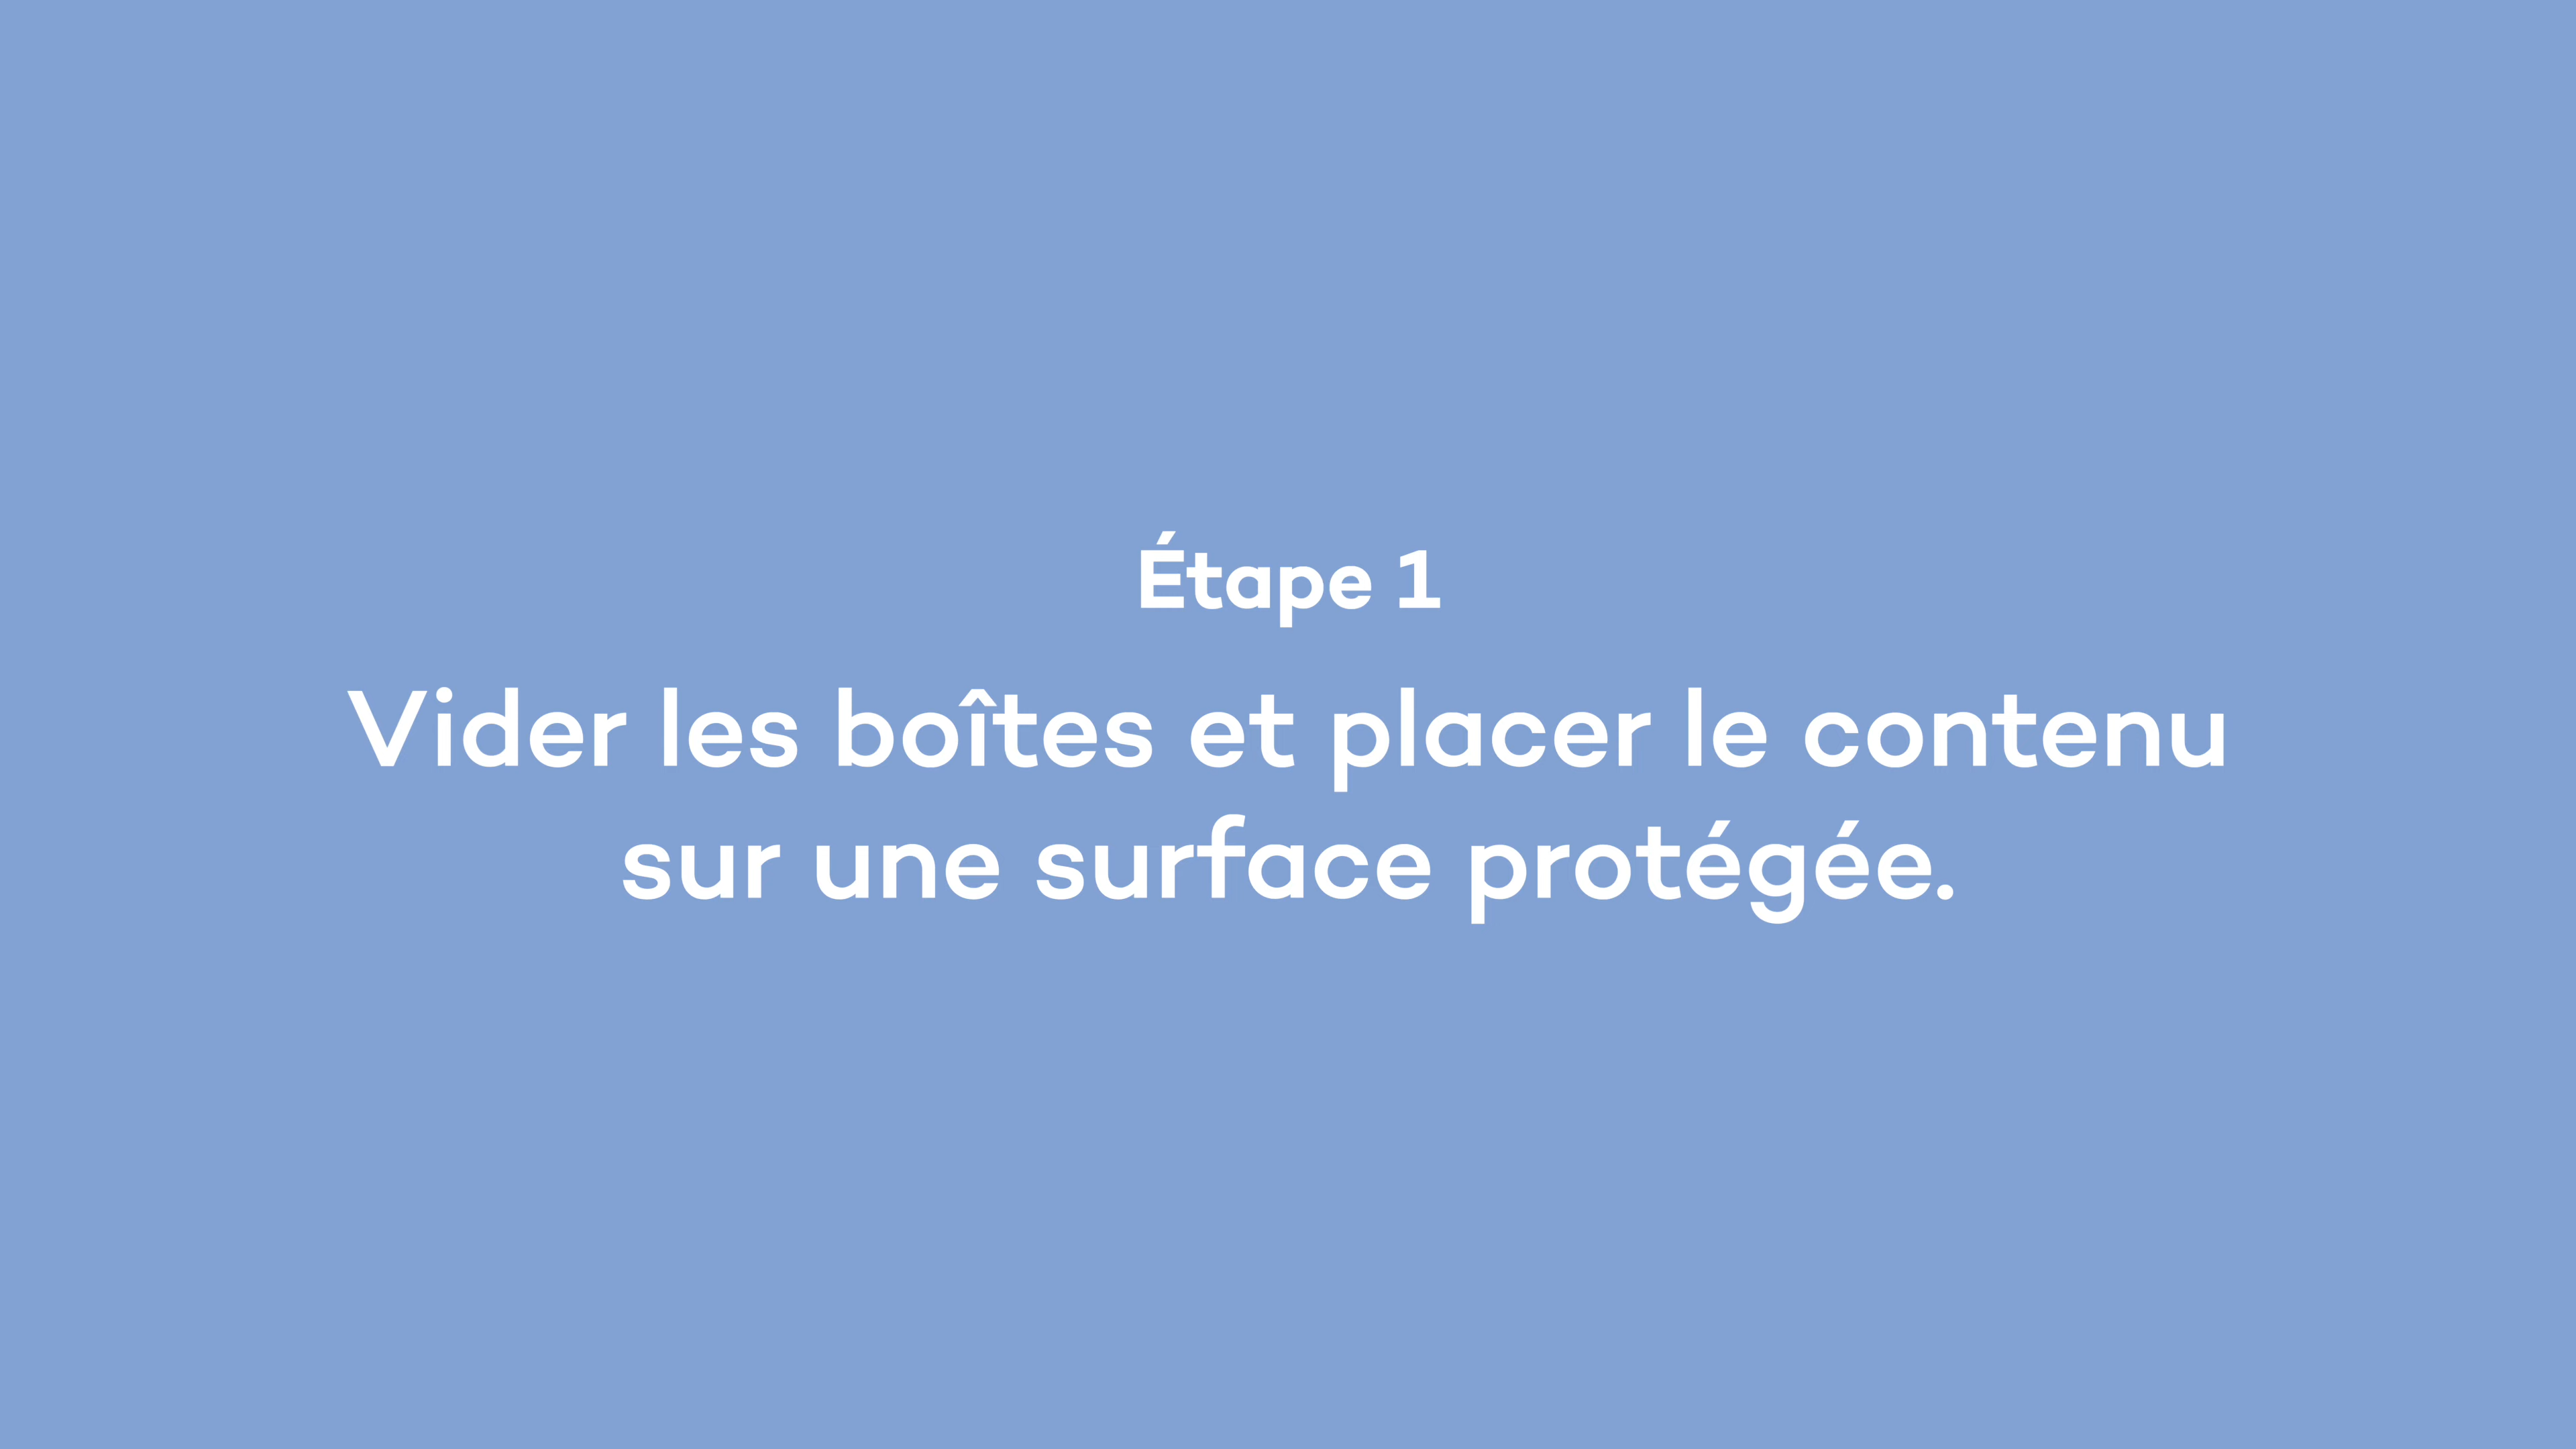 Étape 1
Vider les boîtes et placer le contenu
sur une surface protégée.